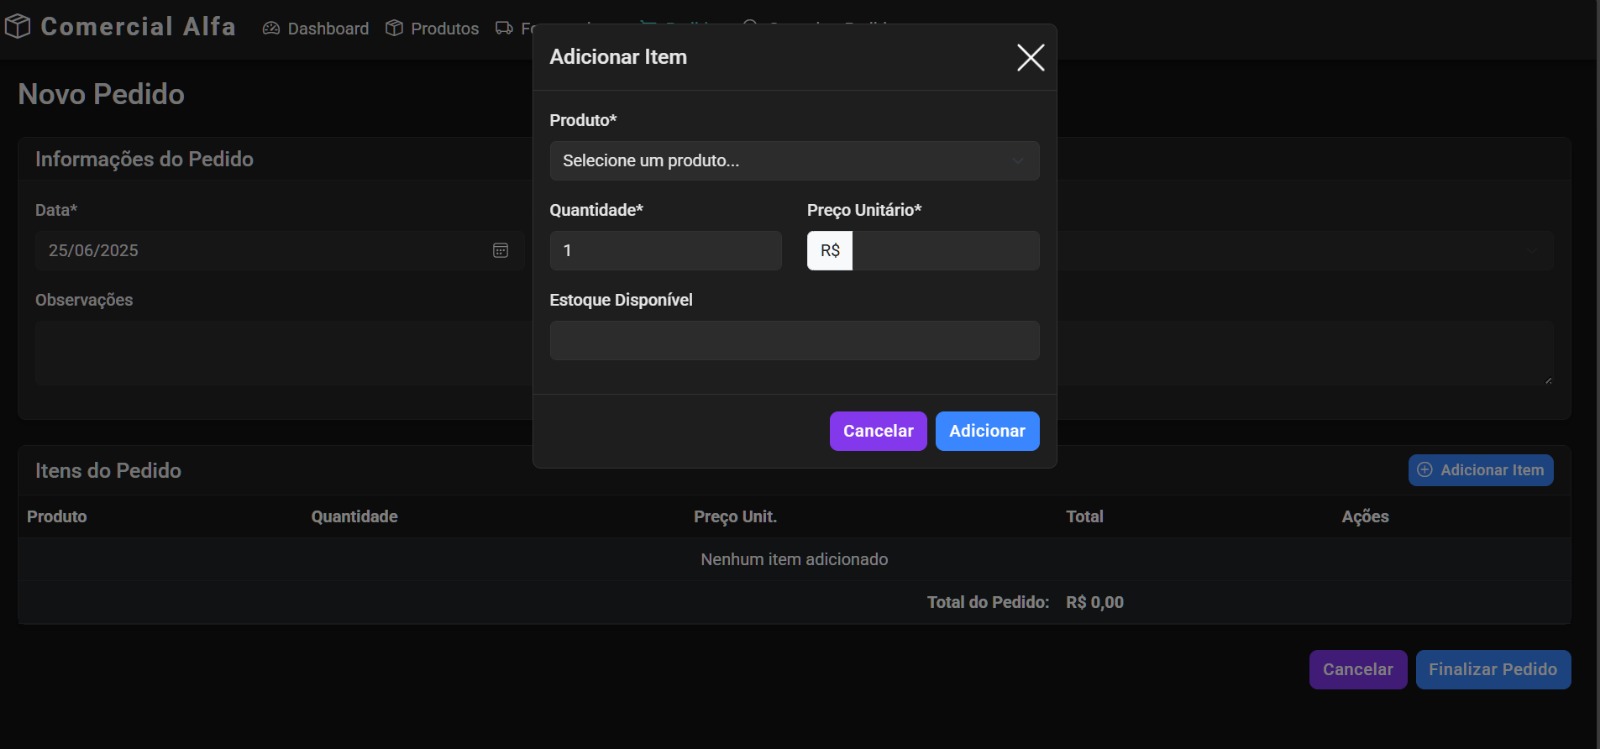 Comercial Alfa Dashboard Produtos
Novo Pedido
Informações do Pedido
Data*
25/06/2025
Observações
Adicionar Item
Produto*
Selecione um produto...
Quantidade* Preço Unitário*
1 R$
Estoque Disponível
Cancelar Adicionar
Itens do Pedido Adicionar Item
Produto Quantidade Preço Unit. Total Ações
Nenhum item adicionado
Total do Pedido: R$ 0,00
Cancelar Finalizar Pedido